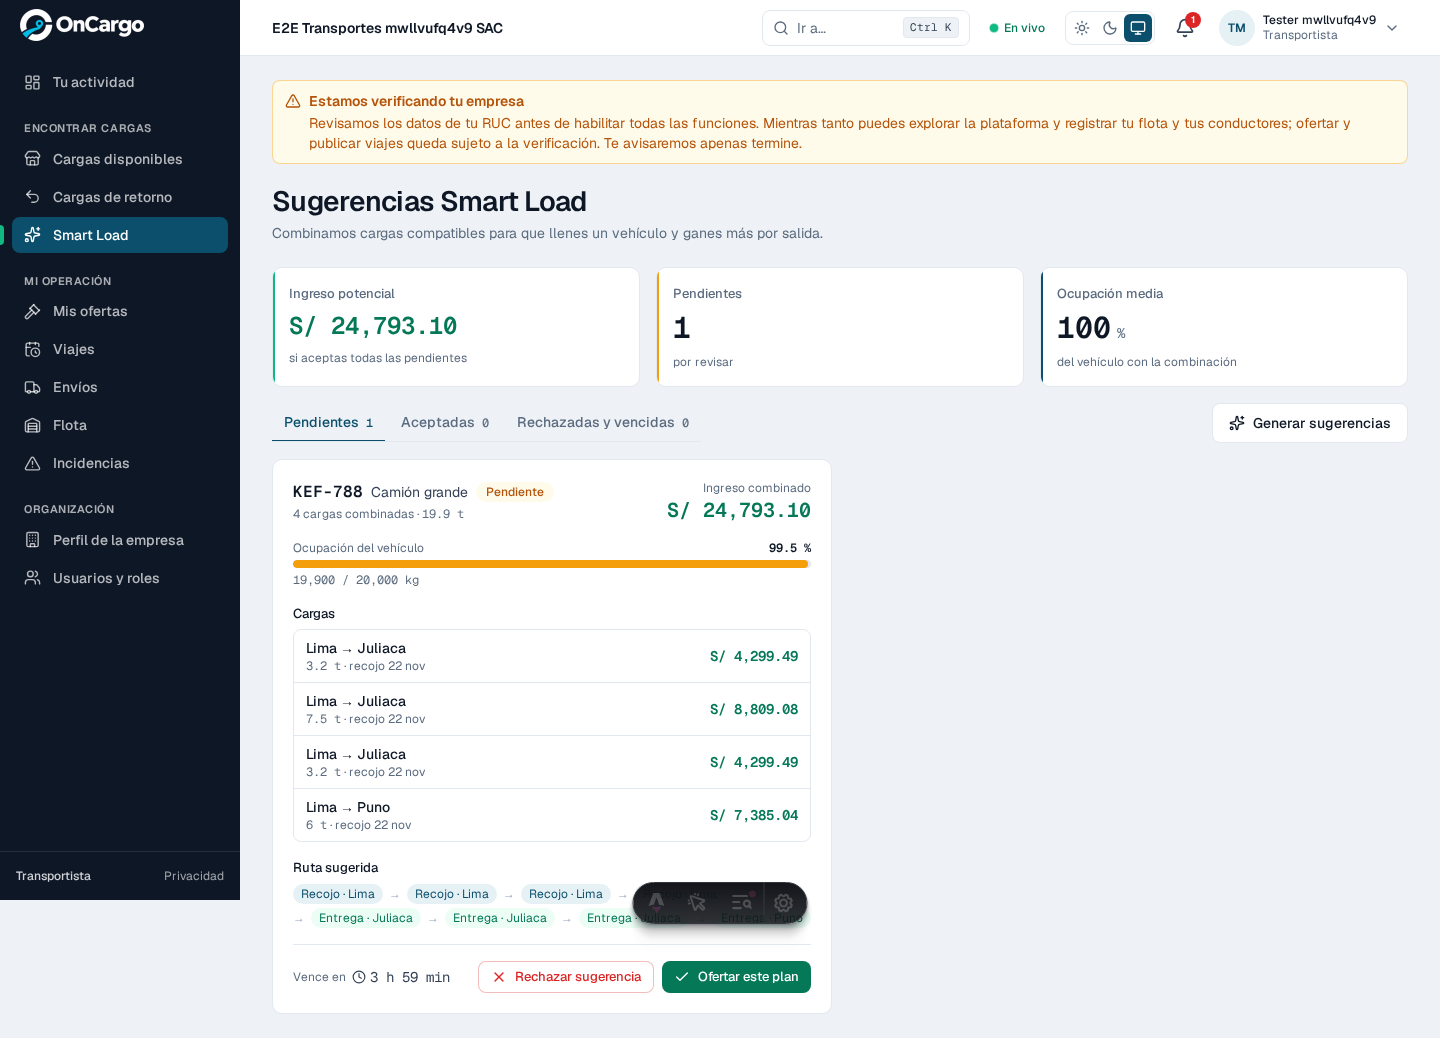 OnCargo
E2E Transportes mwllvufq4v9 SAC
Ir a...
Ctrl K
En vivo
1
TM
Tester mwllvufq4v9
Transportista
Tu actividad
ENCONTRAR CARGAS
Cargas disponibles
Cargas de retorno
Smart Load
MI OPERACIÓN
Mis ofertas
Viajes
Envíos
Flota
Incidencias
ORGANIZACIÓN
Perfil de la empresa
Usuarios y roles
Transportista
Privacidad
Estamos verificando tu empresa
Revisamos los datos de tu RUC antes de habilitar todas las funciones. Mientras tanto puedes explorar la plataforma y registrar tu flota y tus conductores; ofertar y
publicar viajes queda sujeto a la verificación. Te avisaremos apenas termine.
Sugerencias Smart Load
Combinamos cargas compatibles para que llenes un vehículo y ganes más por salida.
Ingreso potencial
S/ 24,793.10
si aceptas todas las pendientes
Pendientes
1
por revisar
Ocupación media
100 %
del vehículo con la combinación
Pendientes 1
Aceptadas 0
Rechazadas y vencidas 0
Generar sugerencias
KEF-788 Camión grande Pendiente
4 cargas combinadas · 19.9 t
Ingreso combinado
S/ 24,793.10
Ocupación del vehículo
99.5 %
19,900 / 20,000 kg
Cargas
Lima → Juliaca
3.2 t · recojo 22 nov
S/ 4,299.49
Lima → Juliaca
7.5 t · recojo 22 nov
S/ 8,809.08
Lima → Juliaca
3.2 t · recojo 22 nov
S/ 4,299.49
Lima → Puno
6 t · recojo 22 nov
S/ 7,385.04
Ruta sugerida
Recojo · Lima → Recojo · Lima → Recojo · Lima →
→ Entrega · Juliaca → Entrega · Juliaca → Entrega · Juliaca → Entrega · Puno
Vence en 3 h 59 min
Rechazar sugerencia
Ofertar este plan